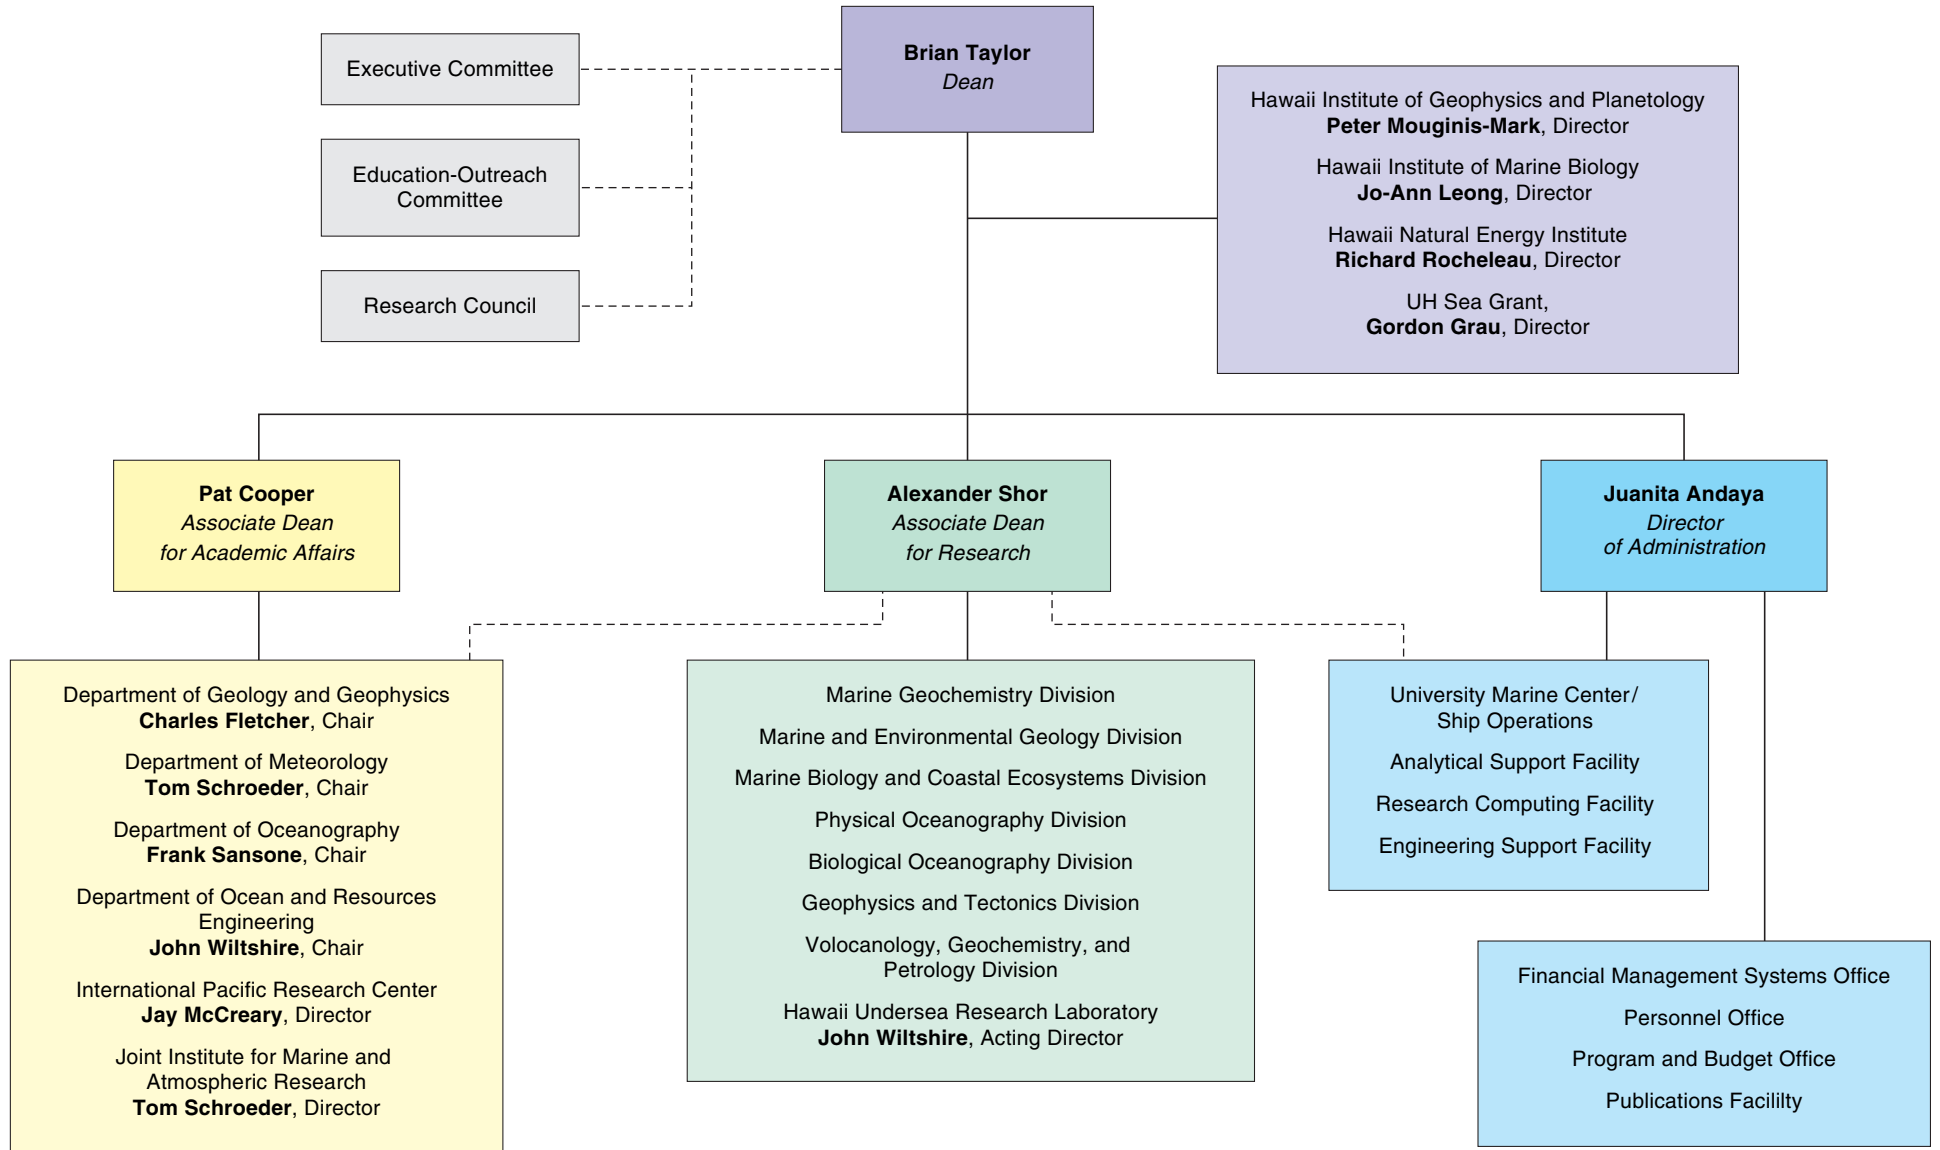 Brian Taylor
Dean
Executive Committee
Education-Outreach
Committee
Research Council
Hawaii Institute of Geophysics and Planetology
Peter Mouginis-Mark, Director
Hawaii Institute of Marine Biology
Jo-Ann Leong, Director
Hawaii Natural Energy Institute
Richard Rocheleau, Director
UH Sea Grant,
Gordon Grau, Director
Pat Cooper
Associate Dean
for Academic Affairs
Alexander Shor
Associate Dean
for Research
Juanita Andaya
Director
of Administration
Department of Geology and Geophysics
Charles Fletcher, Chair
Department of Meteorology
Tom Schroeder, Chair
Department of Oceanography
Frank Sansone, Chair
Department of Ocean and Resources
Engineering
John Wiltshire, Chair
International Pacific Research Center
Jay McCreary, Director
Joint Institute for Marine and
Atmospheric Research
Tom Schroeder, Director
Marine Geochemistry Division
Marine and Environmental Geology Division
Marine Biology and Coastal Ecosystems Division
Physical Oceanography Division
Biological Oceanography Division
Geophysics and Tectonics Division
Volocanology, Geochemistry, and
Petrology Division
Hawaii Undersea Research Laboratory
John Wiltshire, Acting Director
University Marine Center/
Ship Operations
Analytical Support Facility
Research Computing Facility
Engineering Support Facility
Financial Management Systems Office
Personnel Office
Program and Budget Office
Publications Facililty